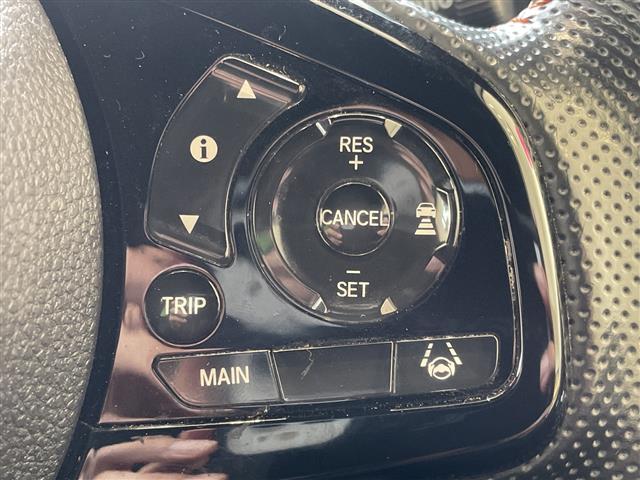 RES
+
i
CANCEL
−
SET
TRIP
MAIN